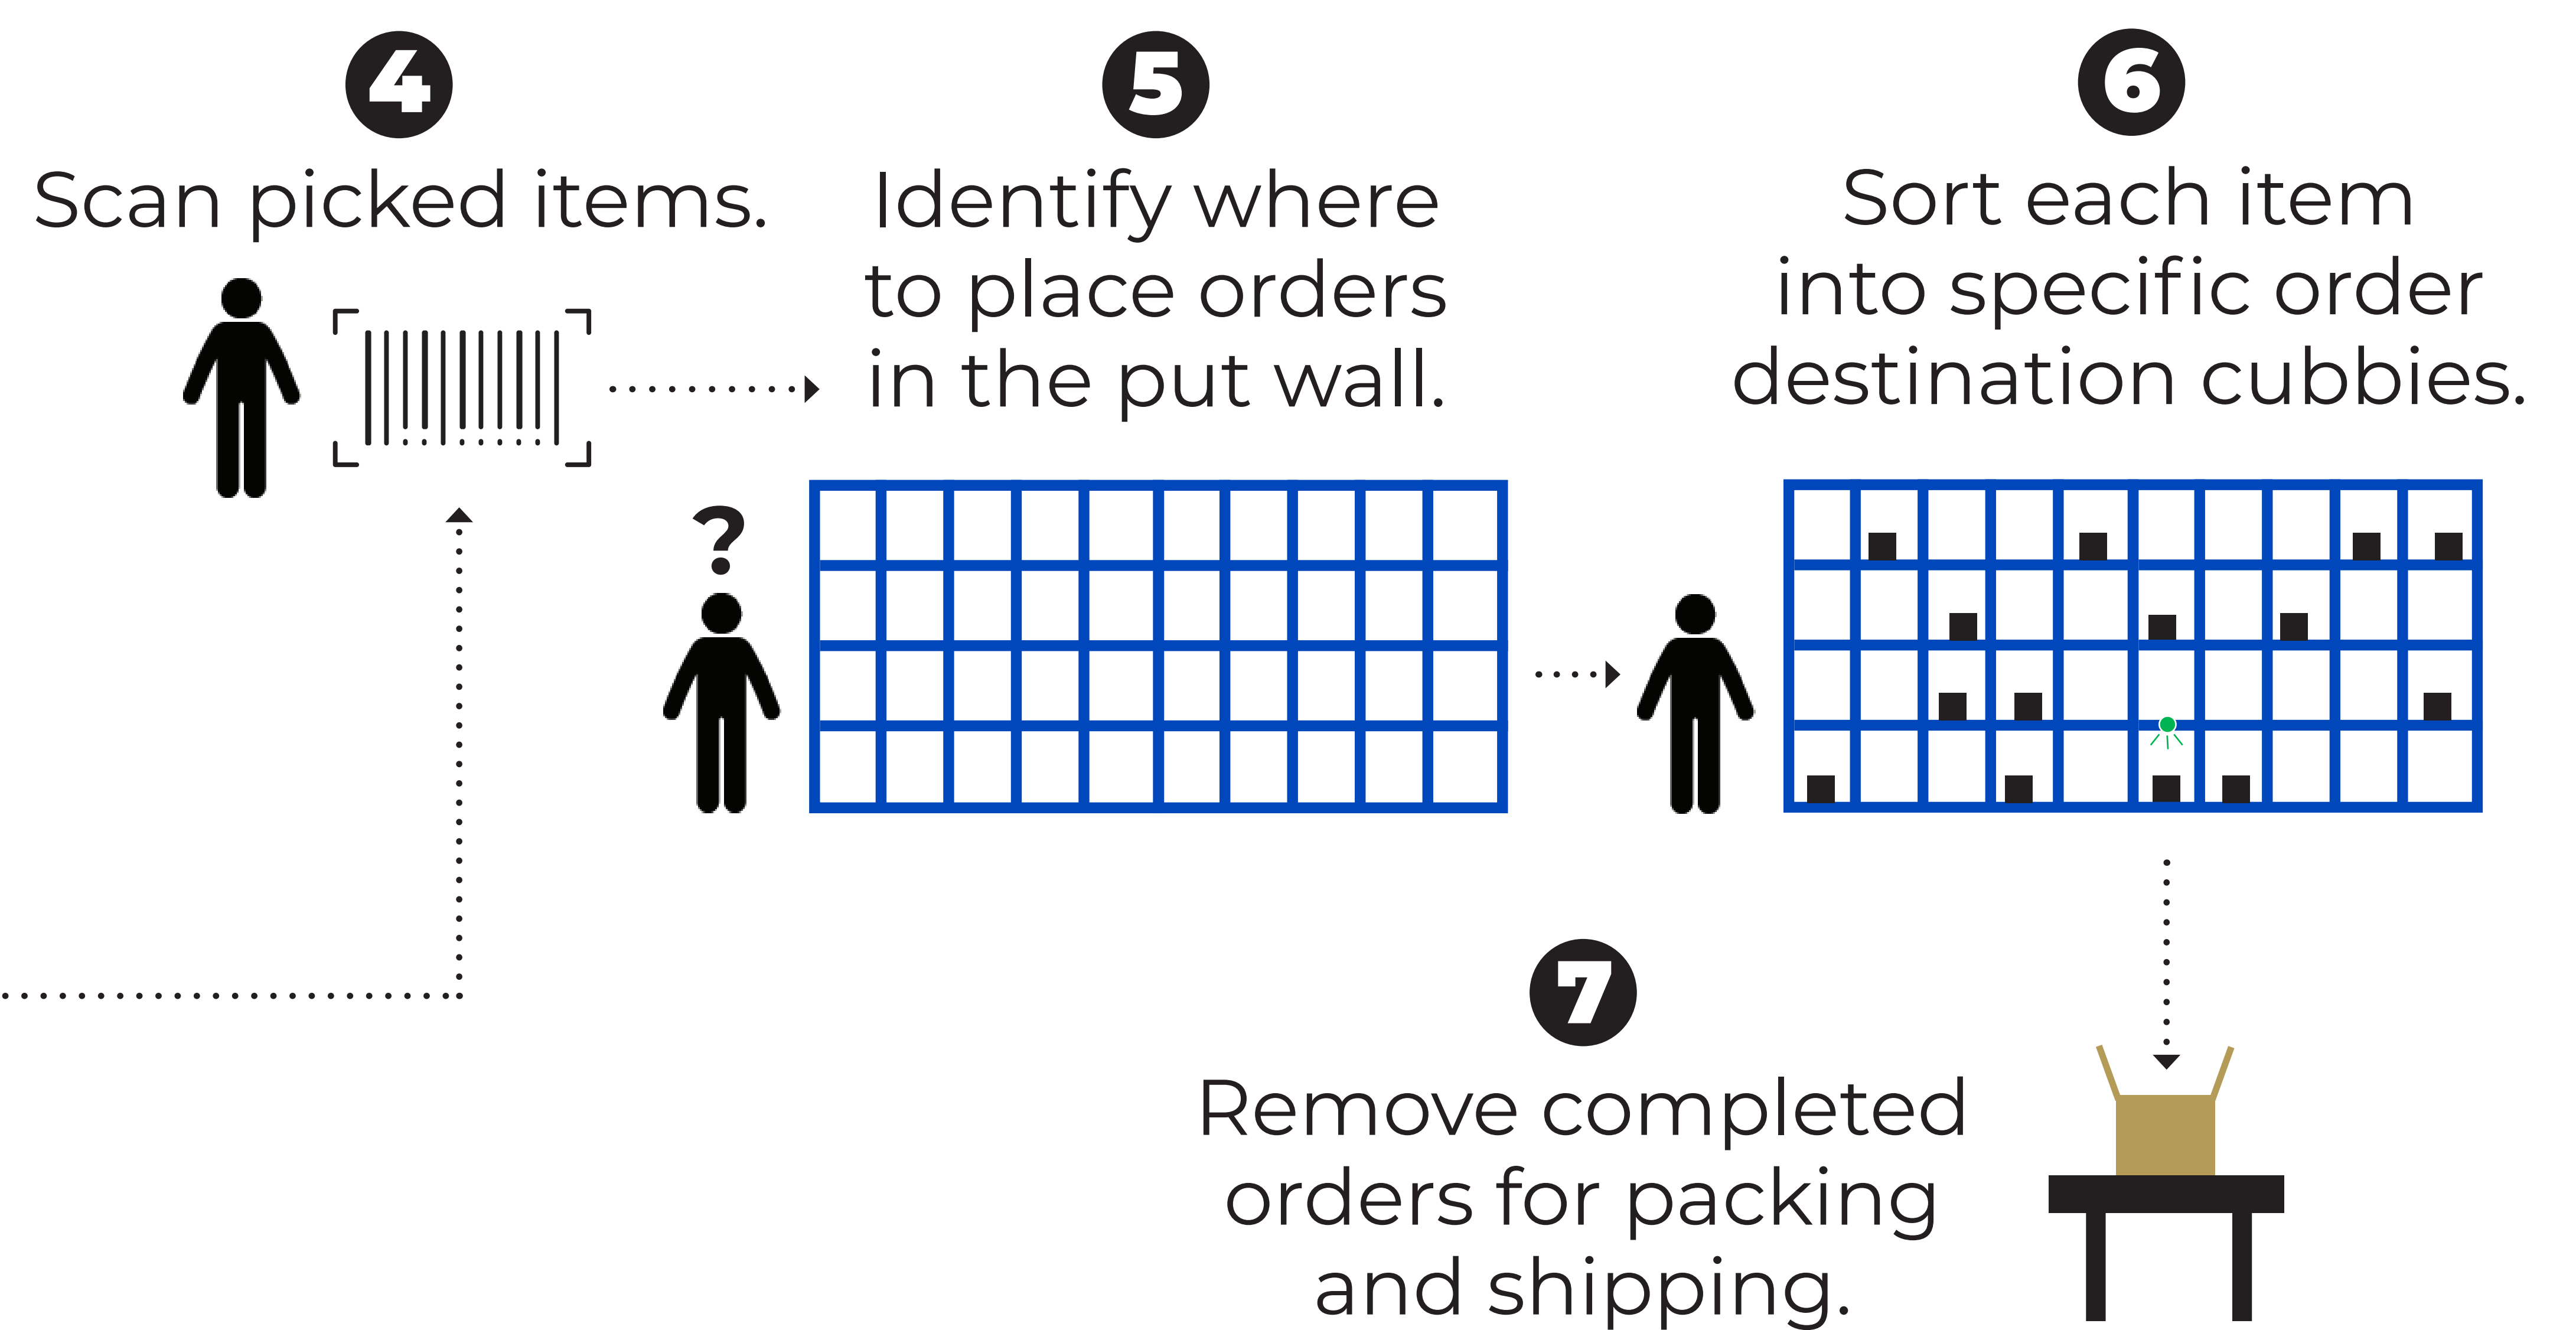 4
Scan picked items.
5
Identify where
to place orders
in the put wall.
?
6
Sort each item
into specific order
destination cubbies.
7
Remove completed
orders for packing
and shipping.